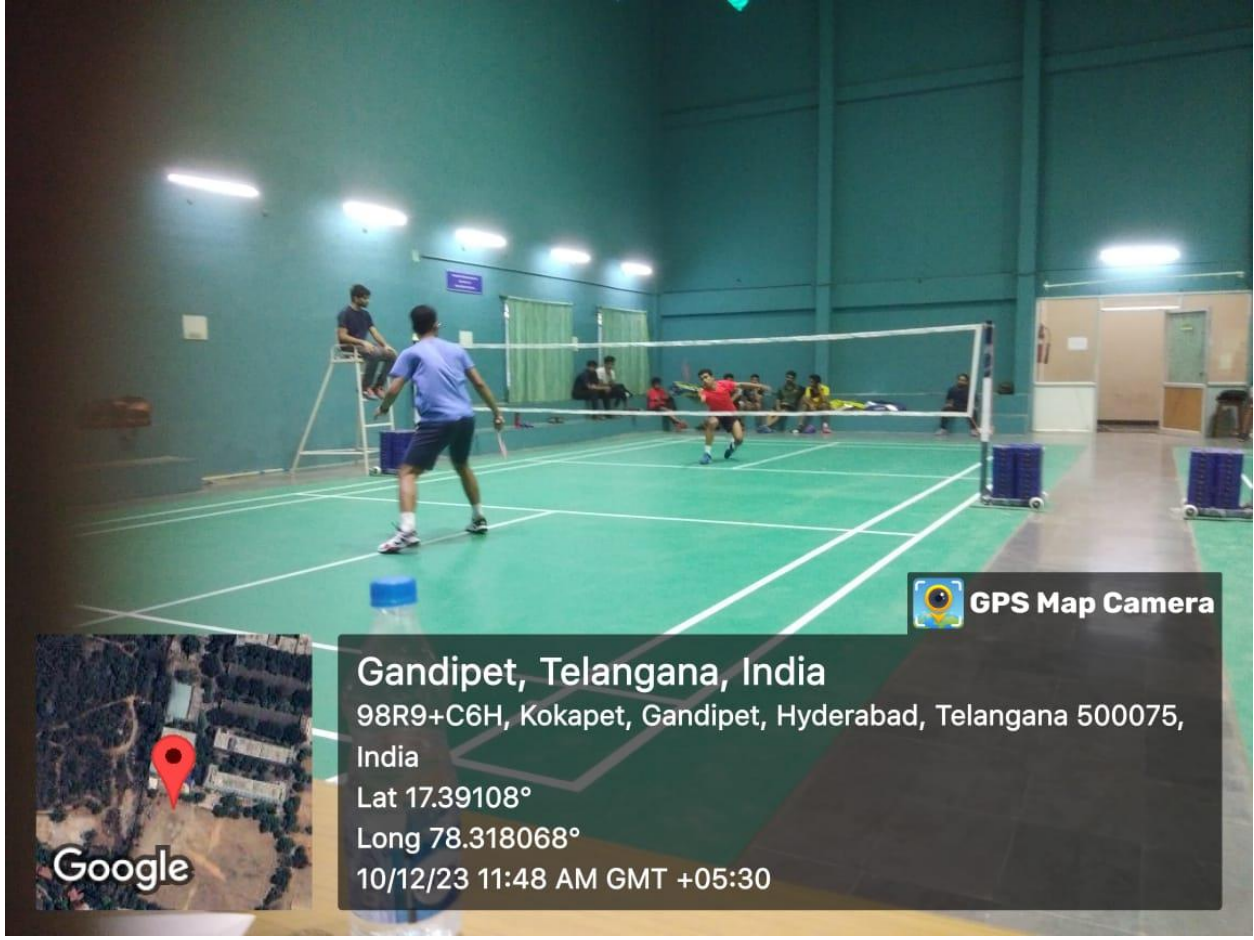 GPS Map Camera
Gandipet, Telangana, India
98R9+C6H, Kokapet, Gandipet, Hyderabad, Telangana 500075,
India
Lat 17.39108°
Long 78.318068°
10/12/23 11:48 AM GMT +05:30
Google